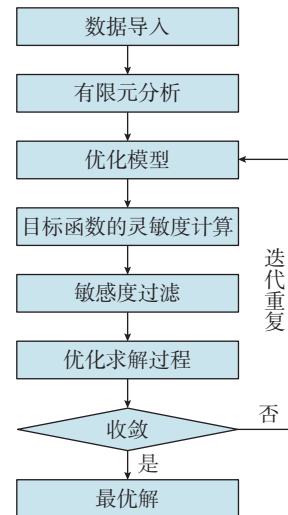 数据导入
有限元分析
优化模型
目标函数的灵敏度计算
敏感度过滤
优化求解过程
收敛
否
是
最优解
迭代重复